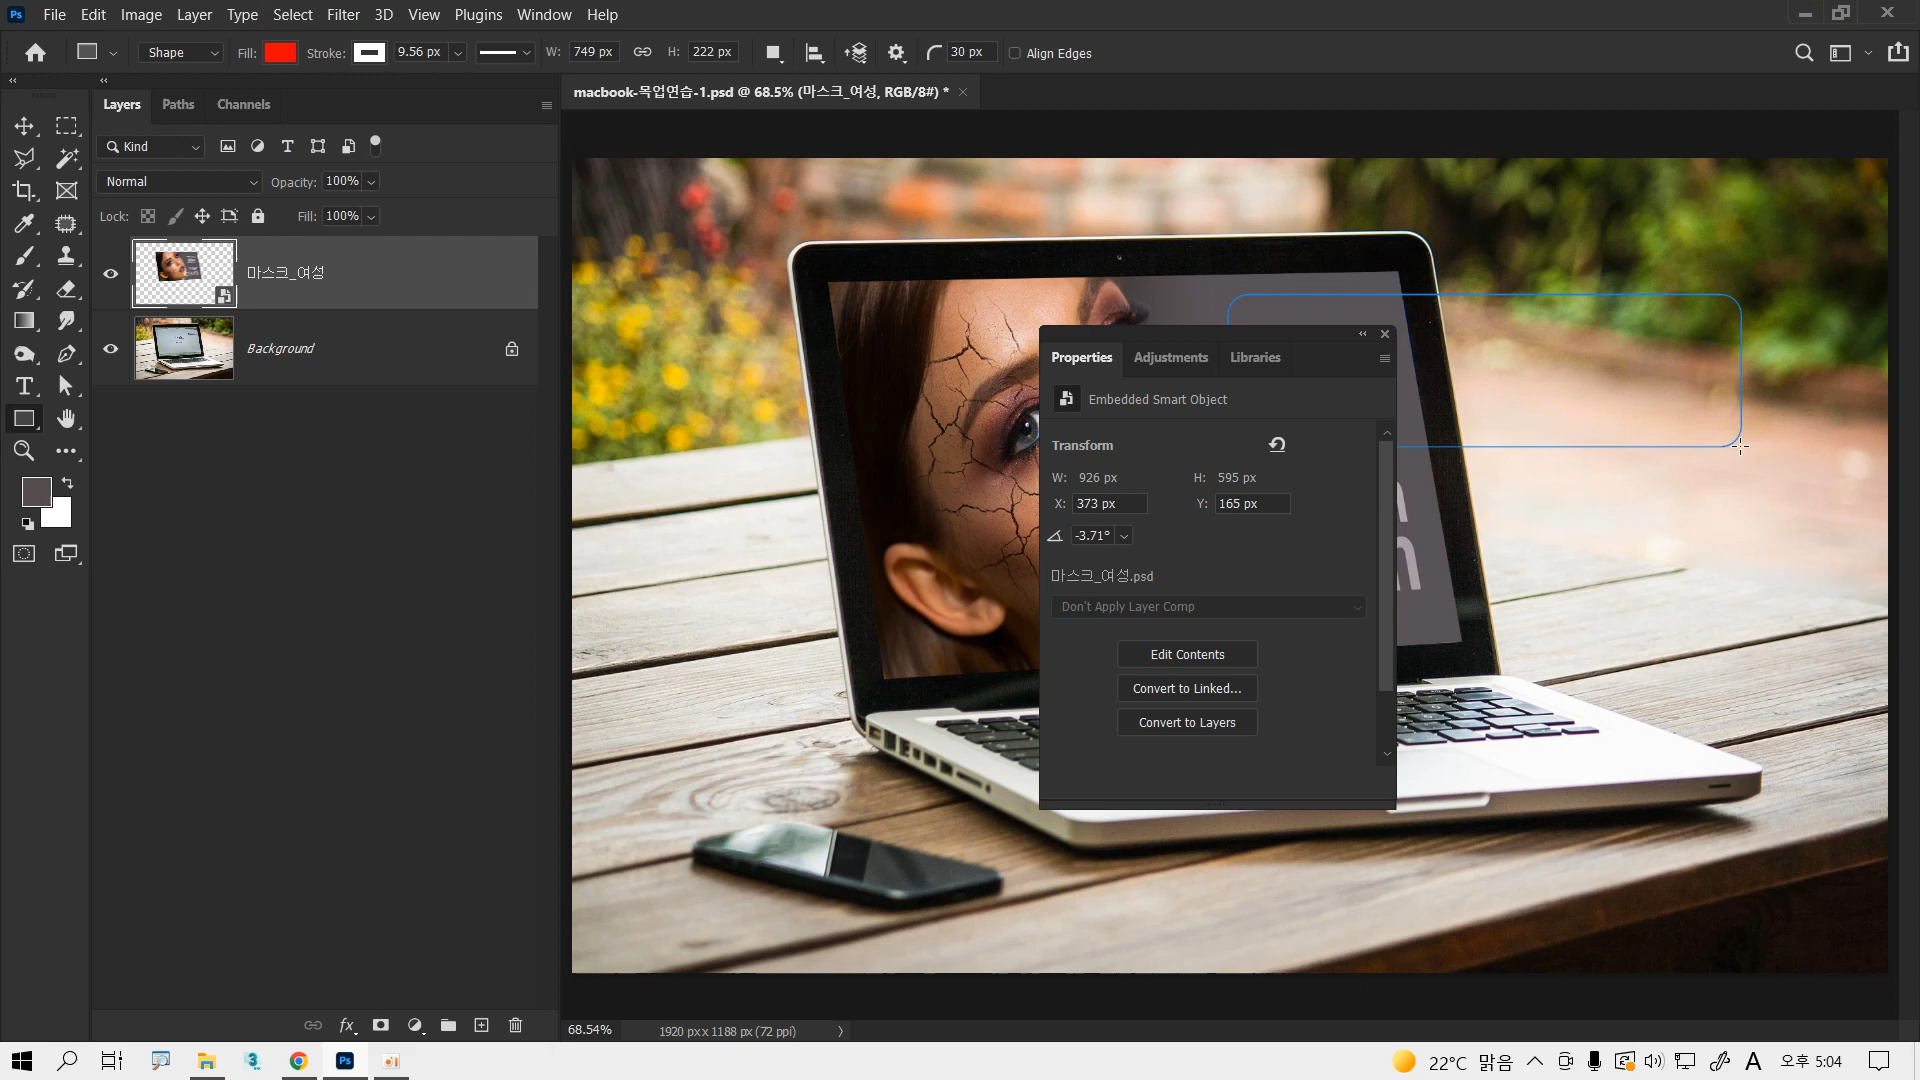 Ps File Edit Image Layer Type Select Filter 3D View Plugins Window Help
Shape Fill: Stroke: 9.56 px W: 749 px H: 222 px 30 px Align Edges
Layers Paths Channels
macbook-목업연습-1.psd @ 68.5% (마스크_여성, RGB/8#) *
Kind
Normal Opacity: 100%
Lock: Fill: 100%
마스크_여성
Background
Properties Adjustments Libraries
Embedded Smart Object
Transform
W: 926 px H: 595 px
X: 373 px Y: 165 px
-3.71°
마스크_여성.psd
Don't Apply Layer Comp
Edit Contents
Convert to Linked...
Convert to Layers
fx
68.54% 1920 px x 1188 px (72 ppi)
3 Ps 22°C 맑음 A 오후 5:04